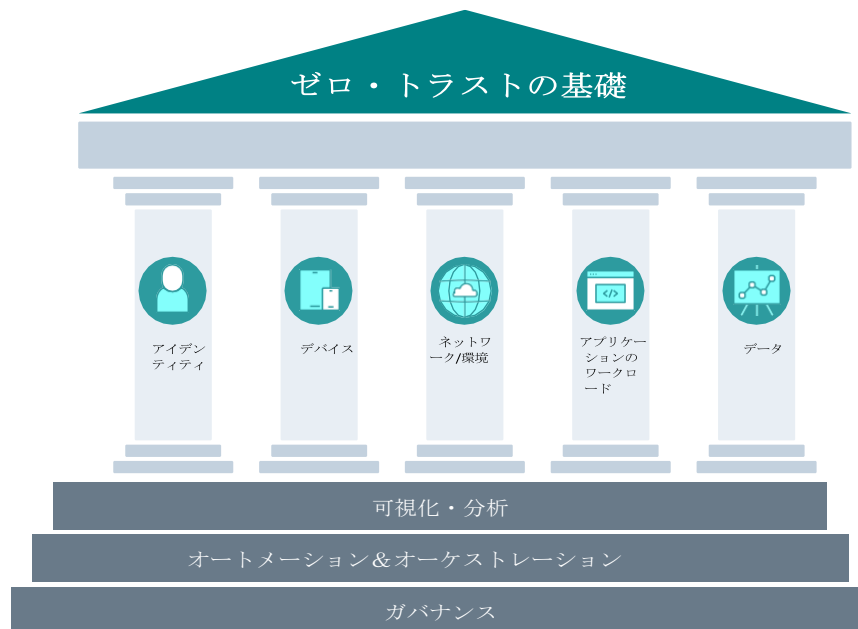 ゼロ・トラストの基礎
アイデン
ティティ
デバイス
ネットワ
ーク/環境
アプリケー
ションの
ワークロ
ード
データ
</>
可視化・分析
オートメーション＆オーケストレーション
ガバナンス